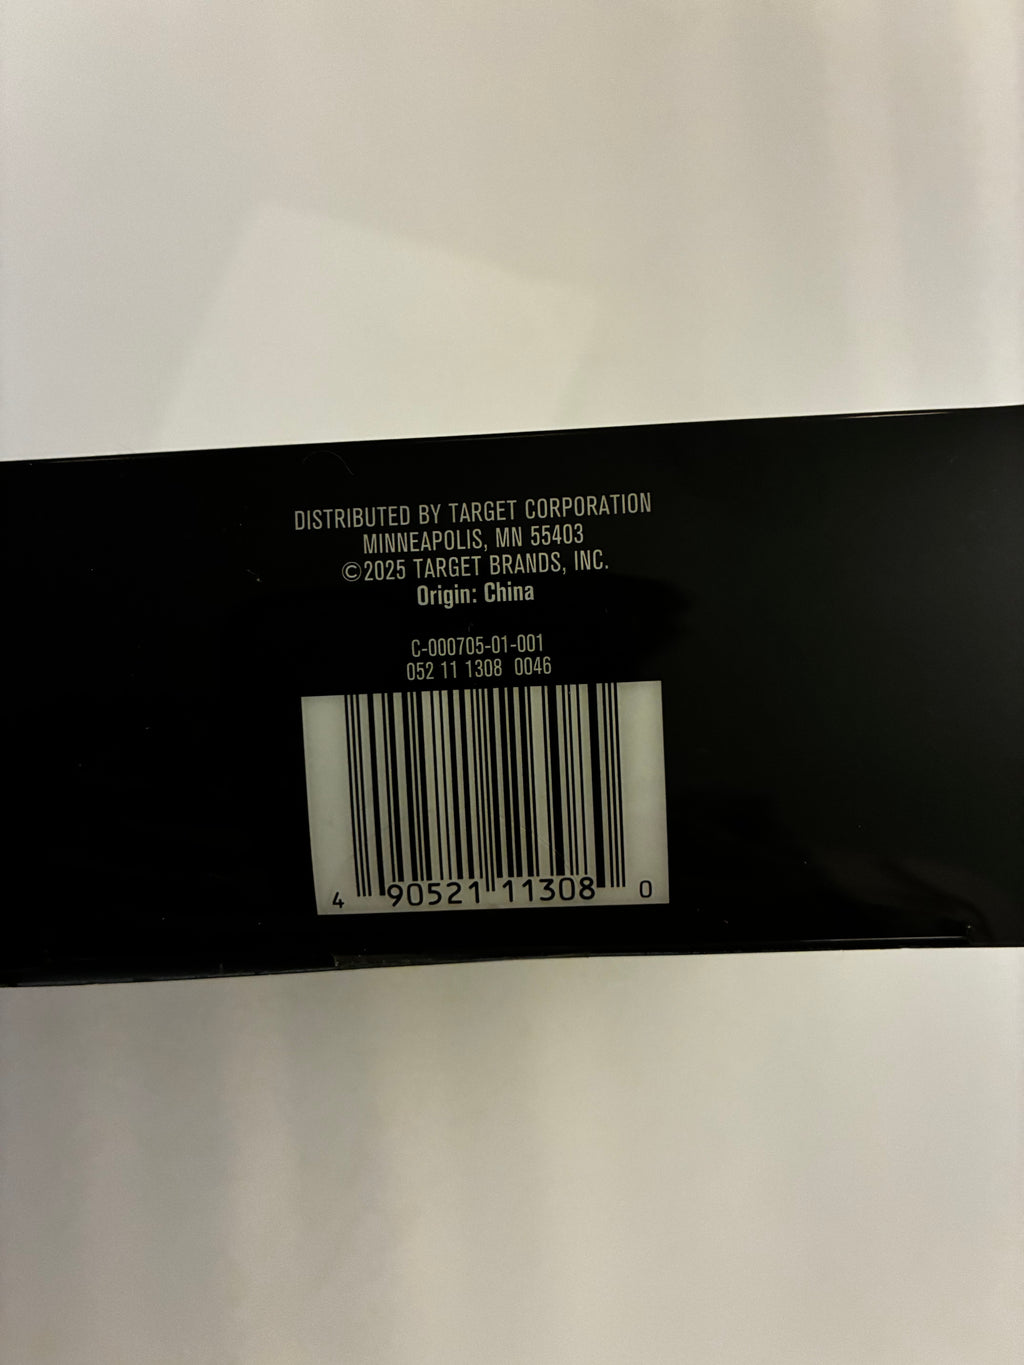 DISTRIBUTED BY TARGET CORPORATION
MINNEAPOLIS, MN 55403
©2025 TARGET BRANDS, INC.
Origin: China
C-000705-01-001
052 11 1308 0046
4 90521 11308 0